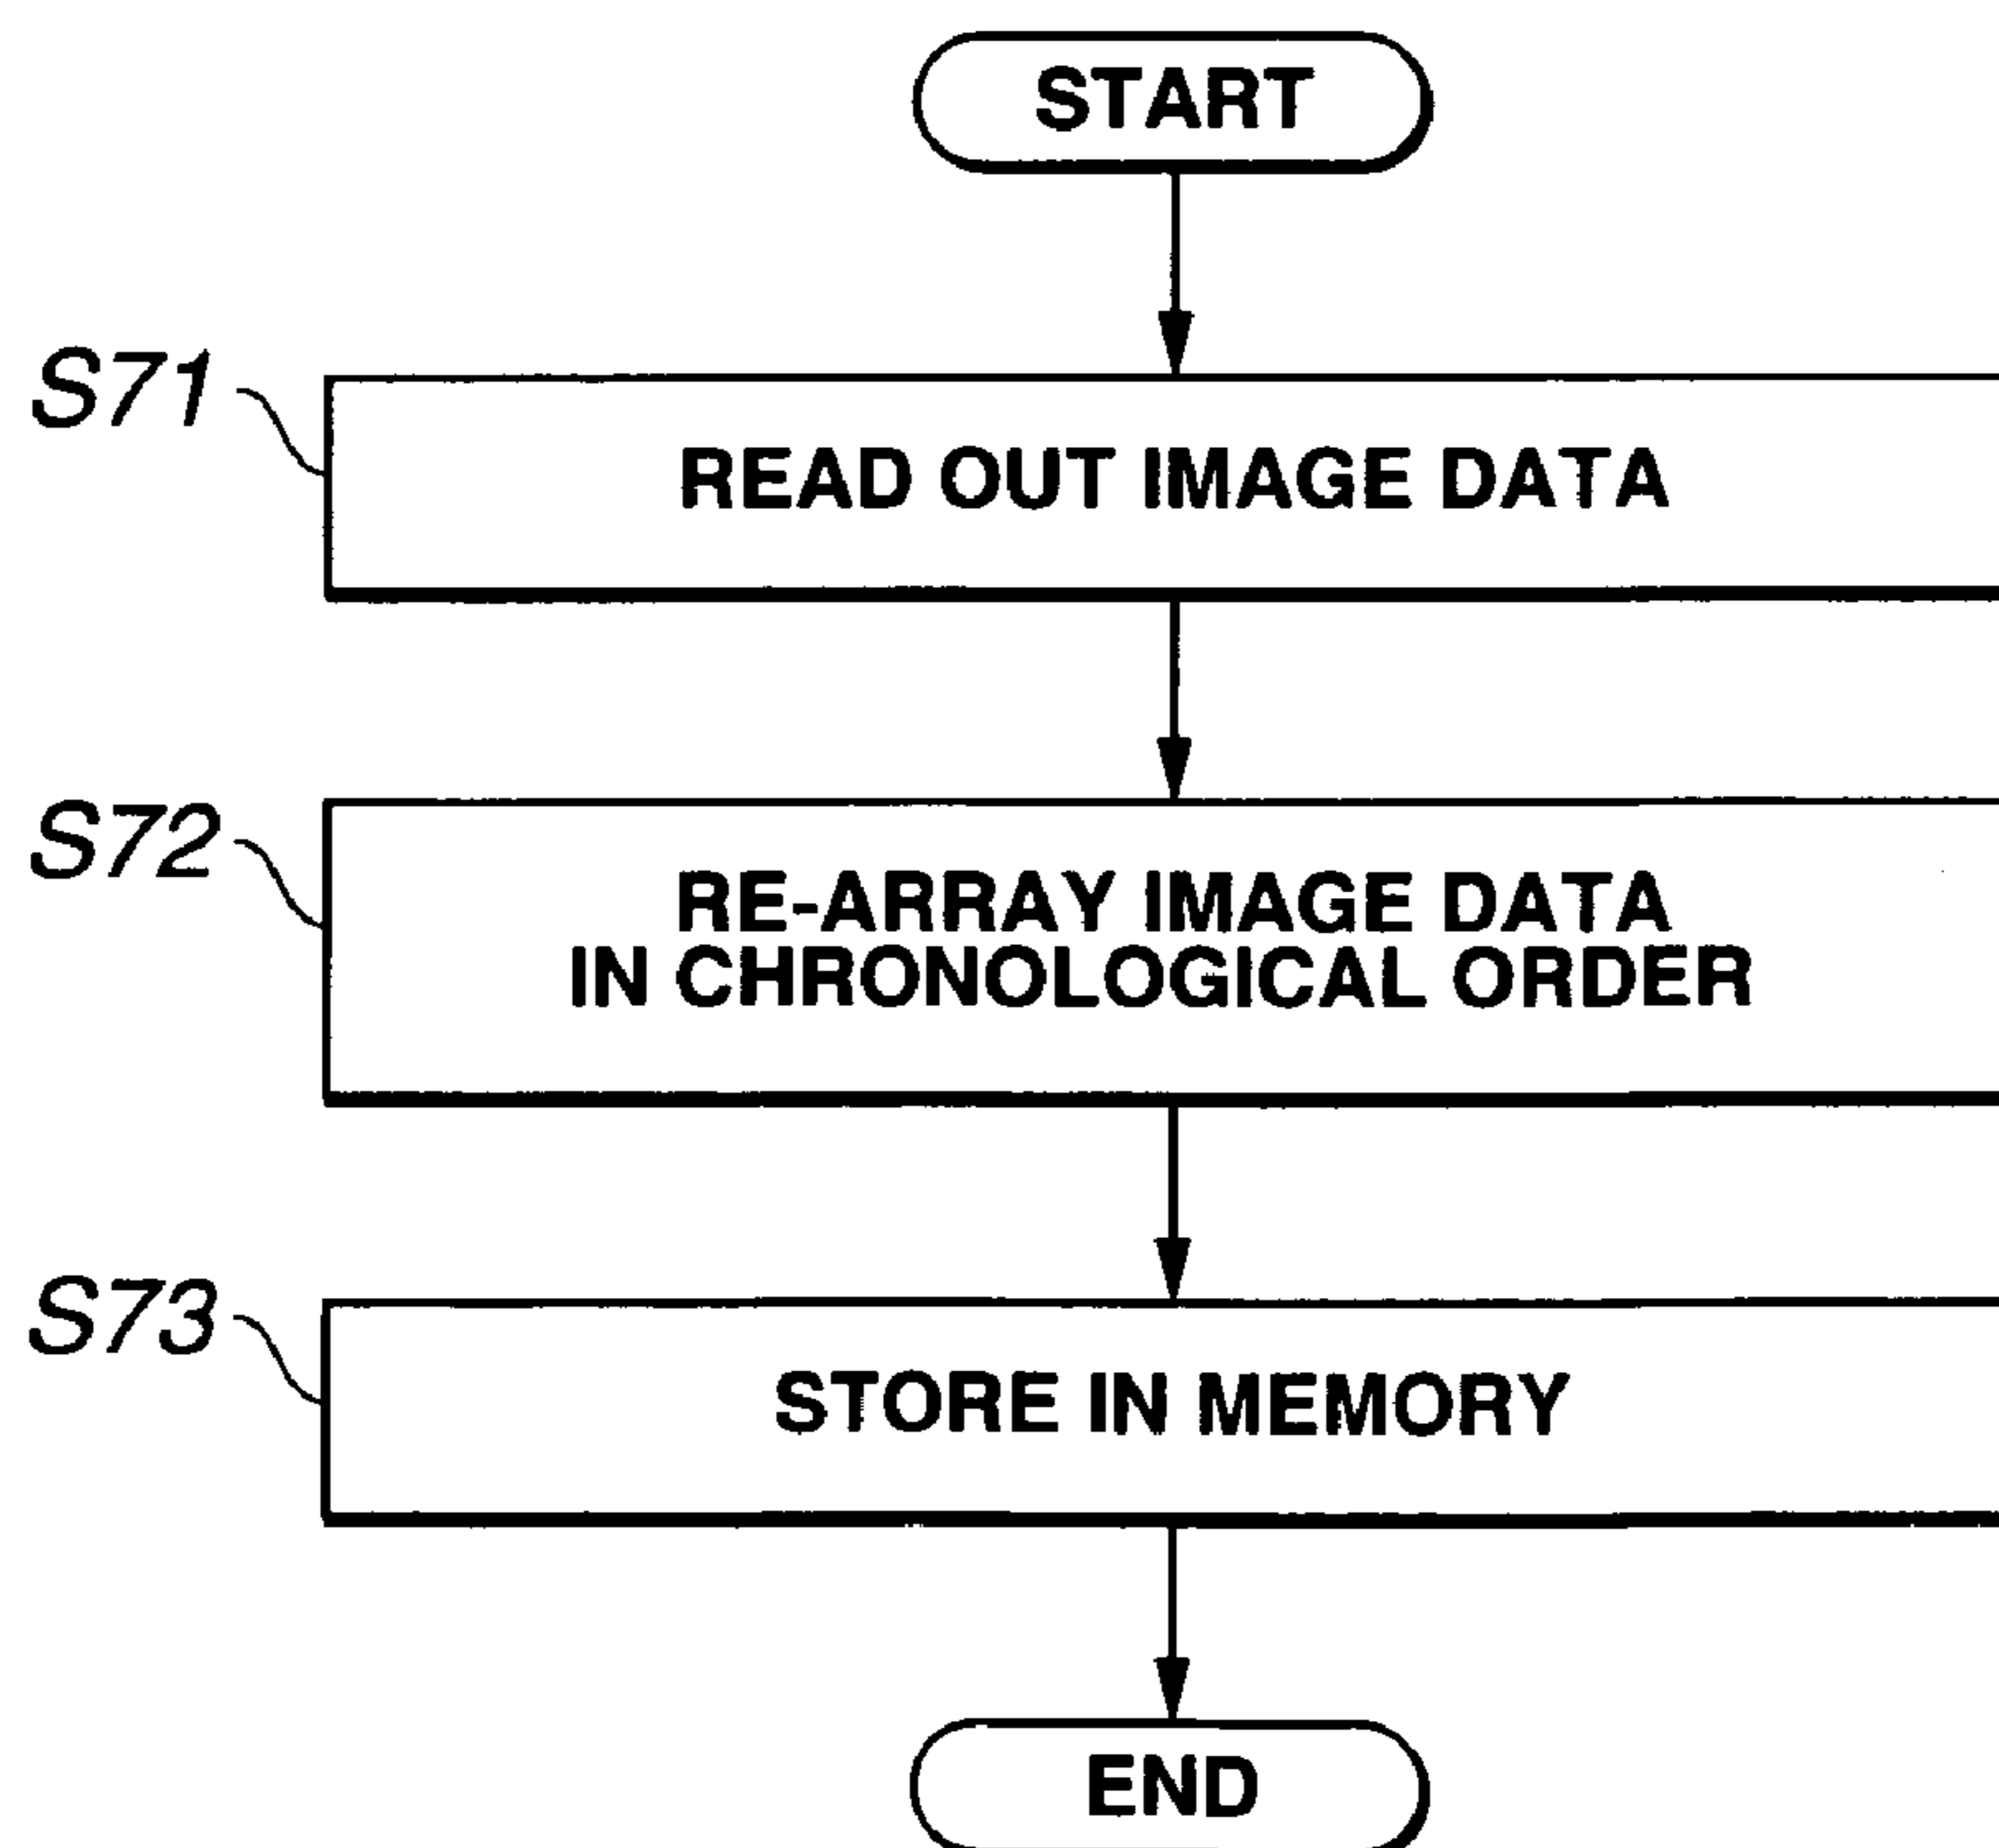 START
S71
READ OUT IMAGE DATA
S72
RE-ARRAY IMAGE DATA
IN CHRONOLOGICAL ORDER
S73
STORE IN MEMORY
END